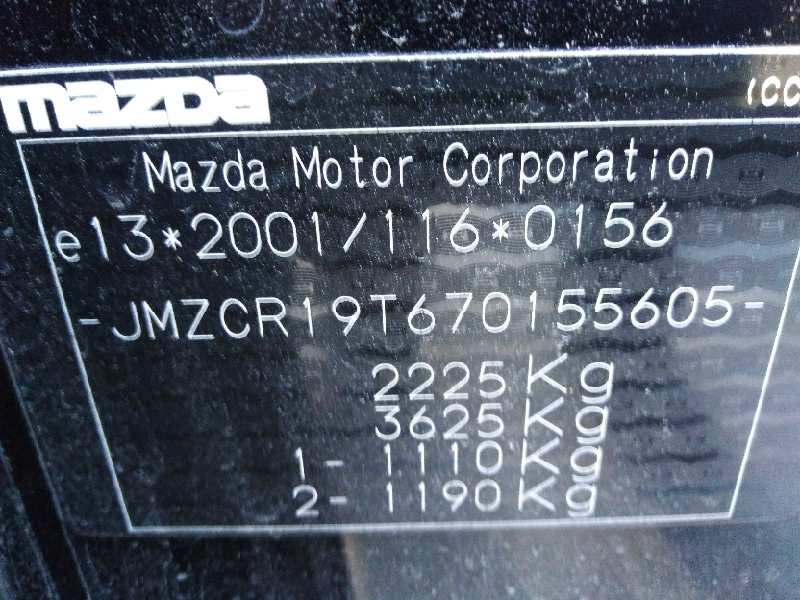 mazda
Mazda Motor Corporation
e13*2001/116*0156
-JMZCR19T670155605-
2225Kg
3625Kg
1- 1110Kg
2- 1190Kg